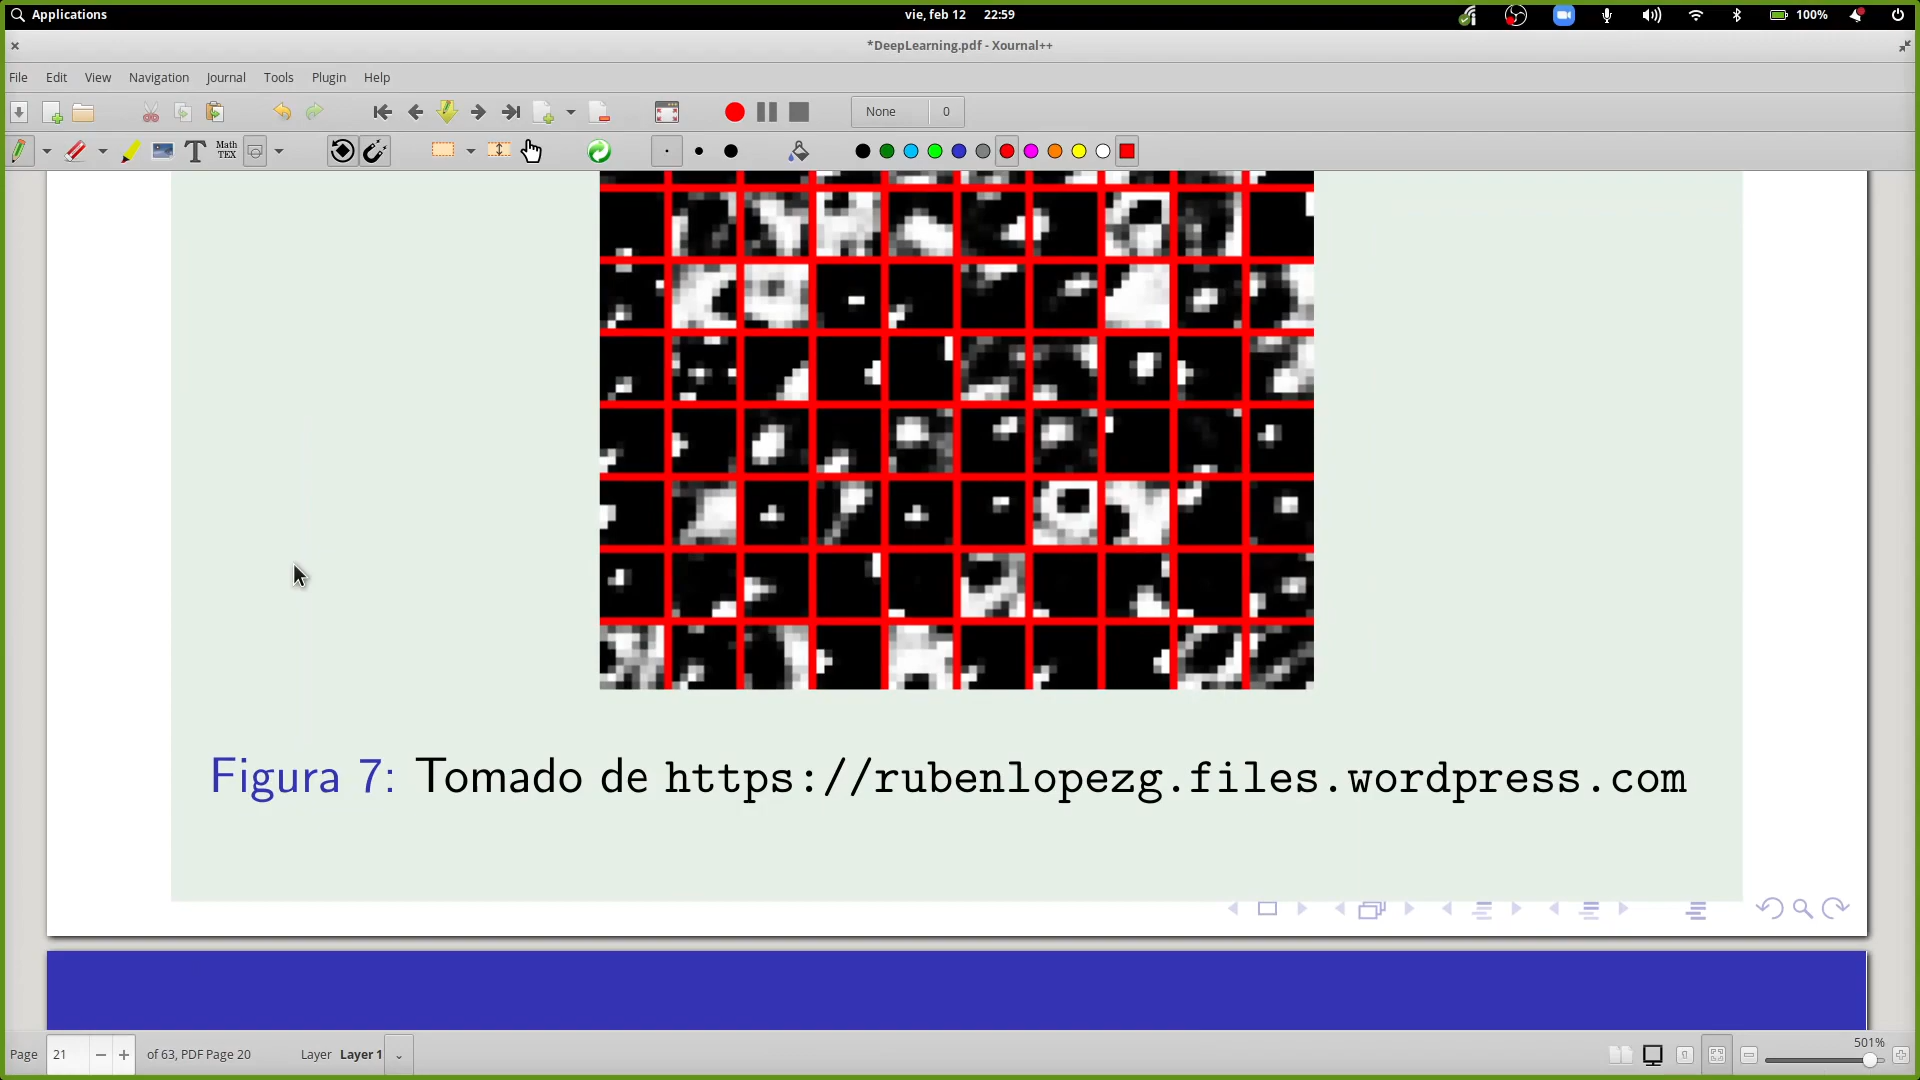 Applications
vie, feb 12 22:59
100%
*DeepLearning.pdf - Xournal++
File Edit View Navigation Journal Tools Plugin Help
None 0
T Math TEX
Figura 7: Tomado de https://rubenlopezg.files.wordpress.com
Page 21 of 63, PDF Page 20 Layer Layer 1
501%